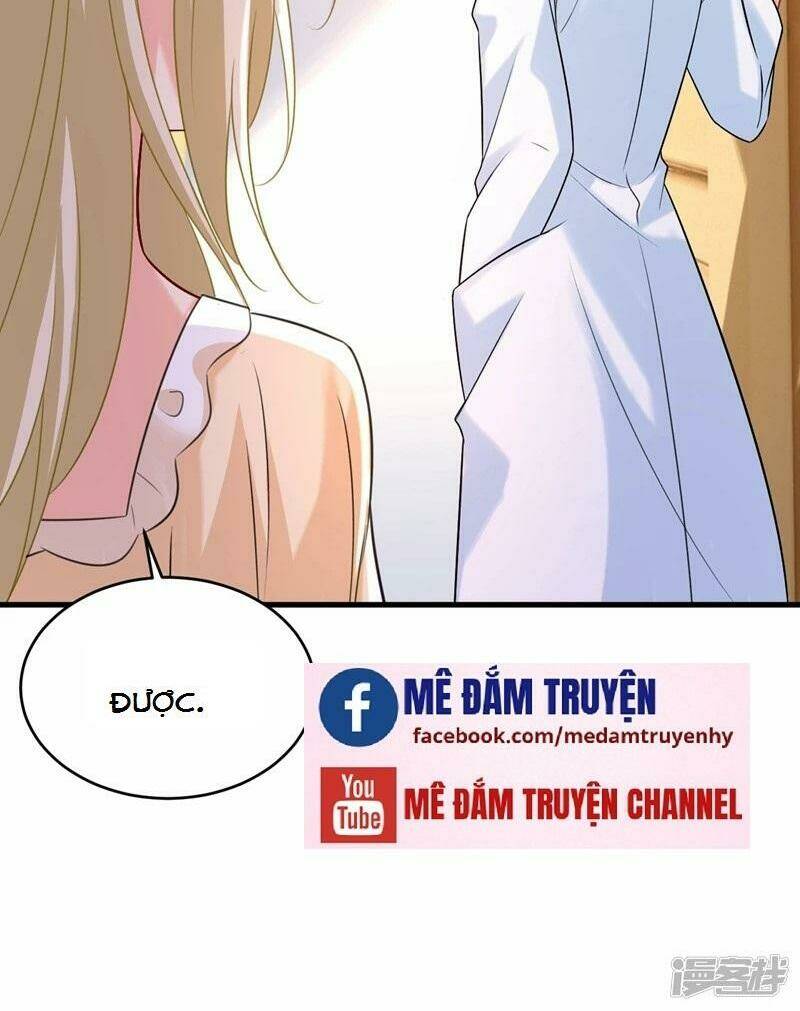 ĐƯỢC.
MÊ ĐẮM TRUYỆN
facebook.com/medamtruyenhy
You
Tube
MÊ ĐẮM TRUYỆN CHANNEL
漫客栈